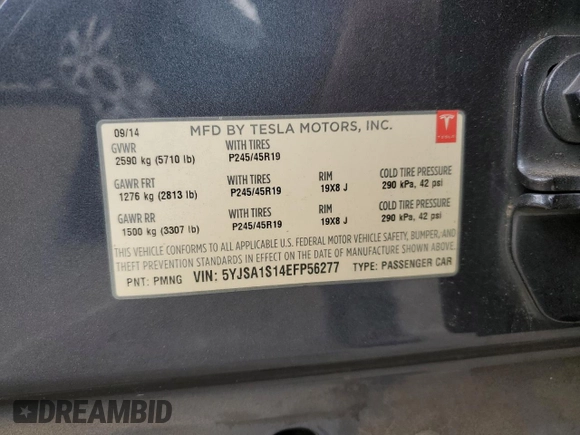 09/14 MFD BY TESLA MOTORS, INC.
GVWR WITH TIRES
2590 kg (5710 lb) P245/45R19
TESLA
GAWR FRT WITH TIRES RIM COLD TIRE PRESSURE
1276 kg (2813 lb) P245/45R19 19X8 J 290 kPa, 42 psi
GAWR RR WITH TIRES RIM COLD TIRE PRESSURE
1500 kg (3307 lb) P245/45R19 19X8 J 290 kPa, 42 psi
THIS VEHICLE CONFORMS TO ALL APPLICABLE U.S. FEDERAL MOTOR VEHICLE SAFETY, BUMPER, AND
THEFT PREVENTION STANDARDS IN EFFECT ON THE DATE OF MANUFACTURE SHOWN ABOVE.
PNT: PMNG VIN: 5YJSA1S14EFP56277 TYPE: PASSENGER CAR
DREAMBID